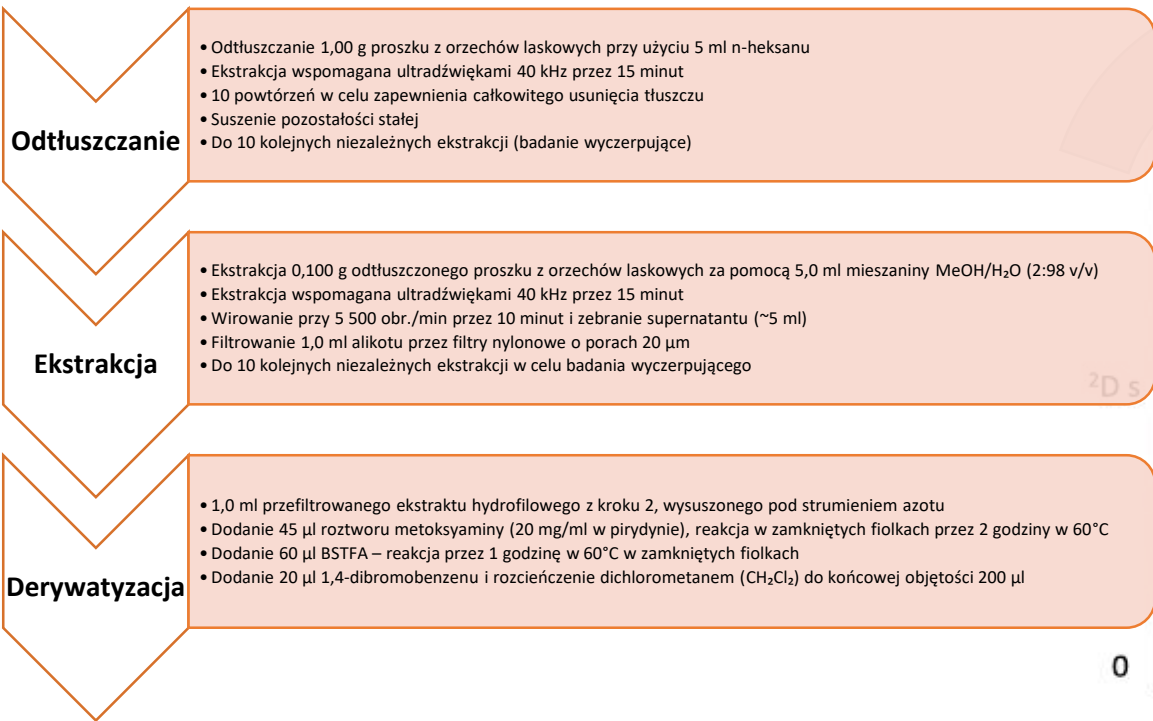 Odtłuszczanie
• Odtłuszczanie 1,00 g proszku z orzechów laskowych przy użyciu 5 ml n-heksanu
• Ekstrakcja wspomagana ultradźwiękami 40 kHz przez 15 minut
• 10 powtórzeń w celu zapewnienia całkowitego usunięcia tłuszczu
• Suszenie pozostałości stałej
• Do 10 kolejnych niezależnych ekstrakcji (badanie wyczerpujące)
Ekstrakcja
• Ekstrakcja 0,100 g odtłuszczonego proszku z orzechów laskowych za pomocą 5,0 ml mieszaniny MeOH/H₂O (2:98 v/v)
• Ekstrakcja wspomagana ultradźwiękami 40 kHz przez 15 minut
• Wirowanie przy 5 500 obr./min przez 10 minut i zebranie supernatantu (~5 ml)
• Filtrowanie 1,0 ml alikotu przez filtry nylonowe o porach 20 µm
• Do 10 kolejnych niezależnych ekstrakcji w celu badania wyczerpującego
²D s
Derywatyzacja
• 1,0 ml przefiltrowanego ekstraktu hydrofilowego z kroku 2, wysuszonego pod strumieniem azotu
• Dodanie 45 µl roztworu metoksyaminy (20 mg/ml w pirydynie), reakcja w zamkniętych fiolkach przez 2 godziny w 60°C
• Dodanie 60 µl BSTFA – reakcja przez 1 godzinę w 60°C w zamkniętych fiolkach
• Dodanie 20 µl 1,4-dibromobenzenu i rozcieńczenie dichlorometanem (CH₂Cl₂) do końcowej objętości 200 µl
0